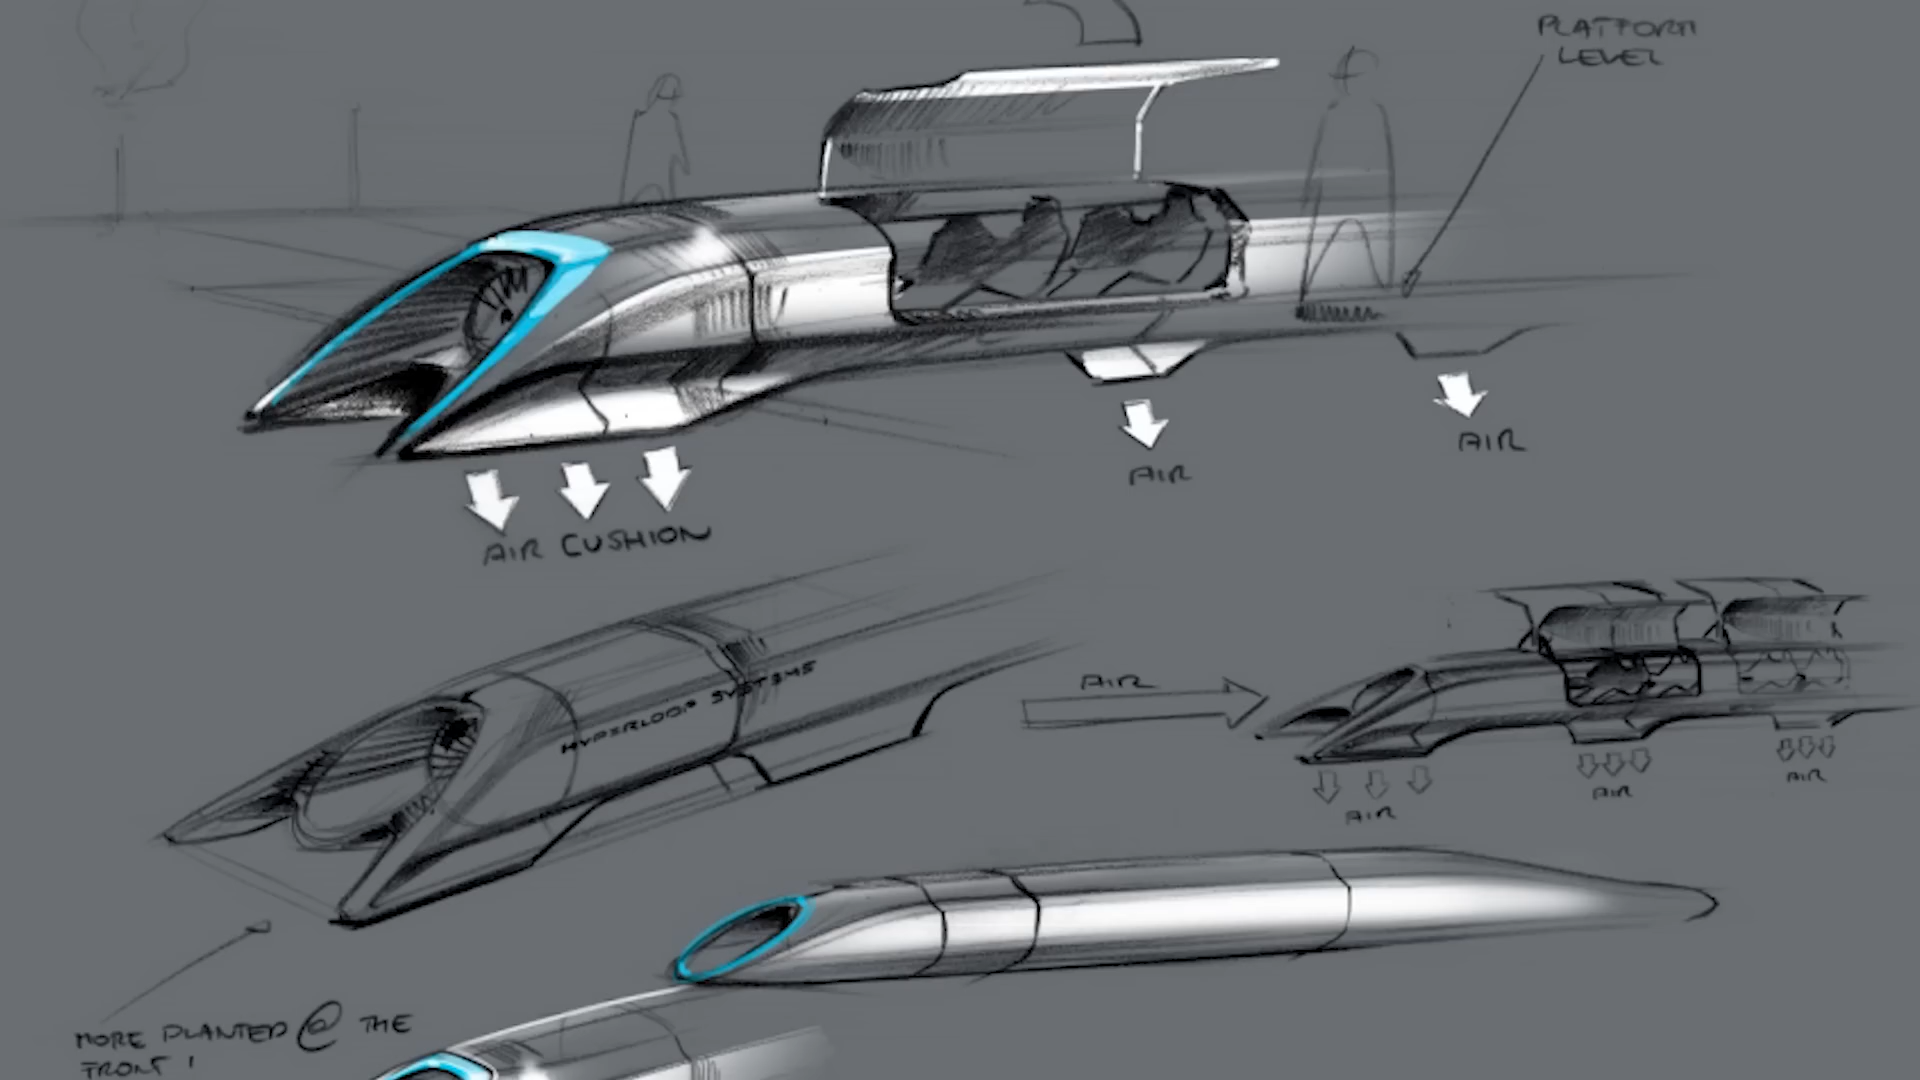 PLATFORM
LEVEL
AIR
AIR
AIR CUSHION
HYPERLOOP SYSTEMS
AIR
AIR
AIR
AIR
MORE PLANTED @ THE
FRONT !